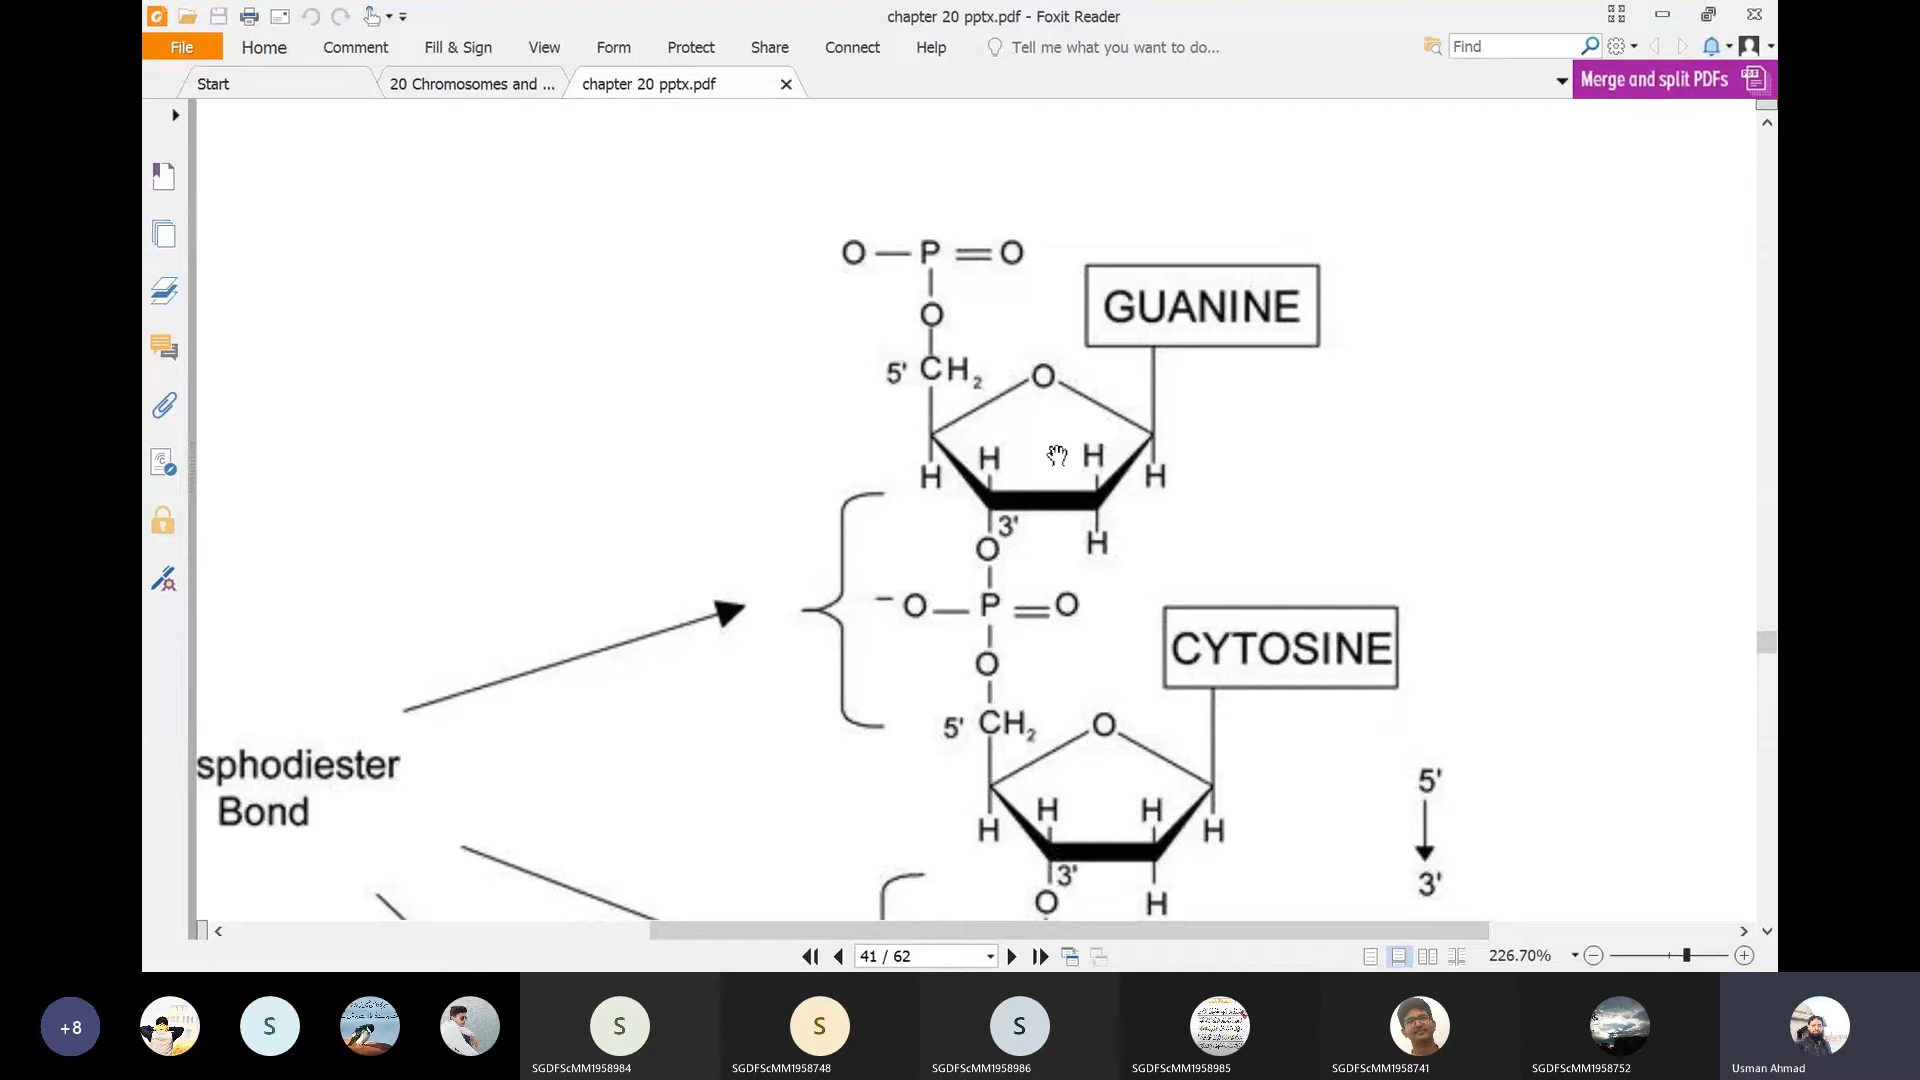 chapter 20 pptx.pdf - Foxit Reader
File Home Comment Fill & Sign View Form Protect Share Connect Help Tell me what you want to do... Find
Start 20 Chromosomes and ... chapter 20 pptx.pdf Merge and split PDFs
O P O
O
GUANINE
5' CH2 O
H H H H
3'
O H
- O P O
O
CYTOSINE
5' CH2 O
sphodiester
Bond
5'
H H H H
3'
O H
3'
41 / 62 226.70%
+8 S S S S
SGDFScMM1958984 SGDFScMM1958748 SGDFScMM1958986 SGDFScMM1958985 SGDFScMM1958741 SGDFScMM1958752 Usman Ahmad